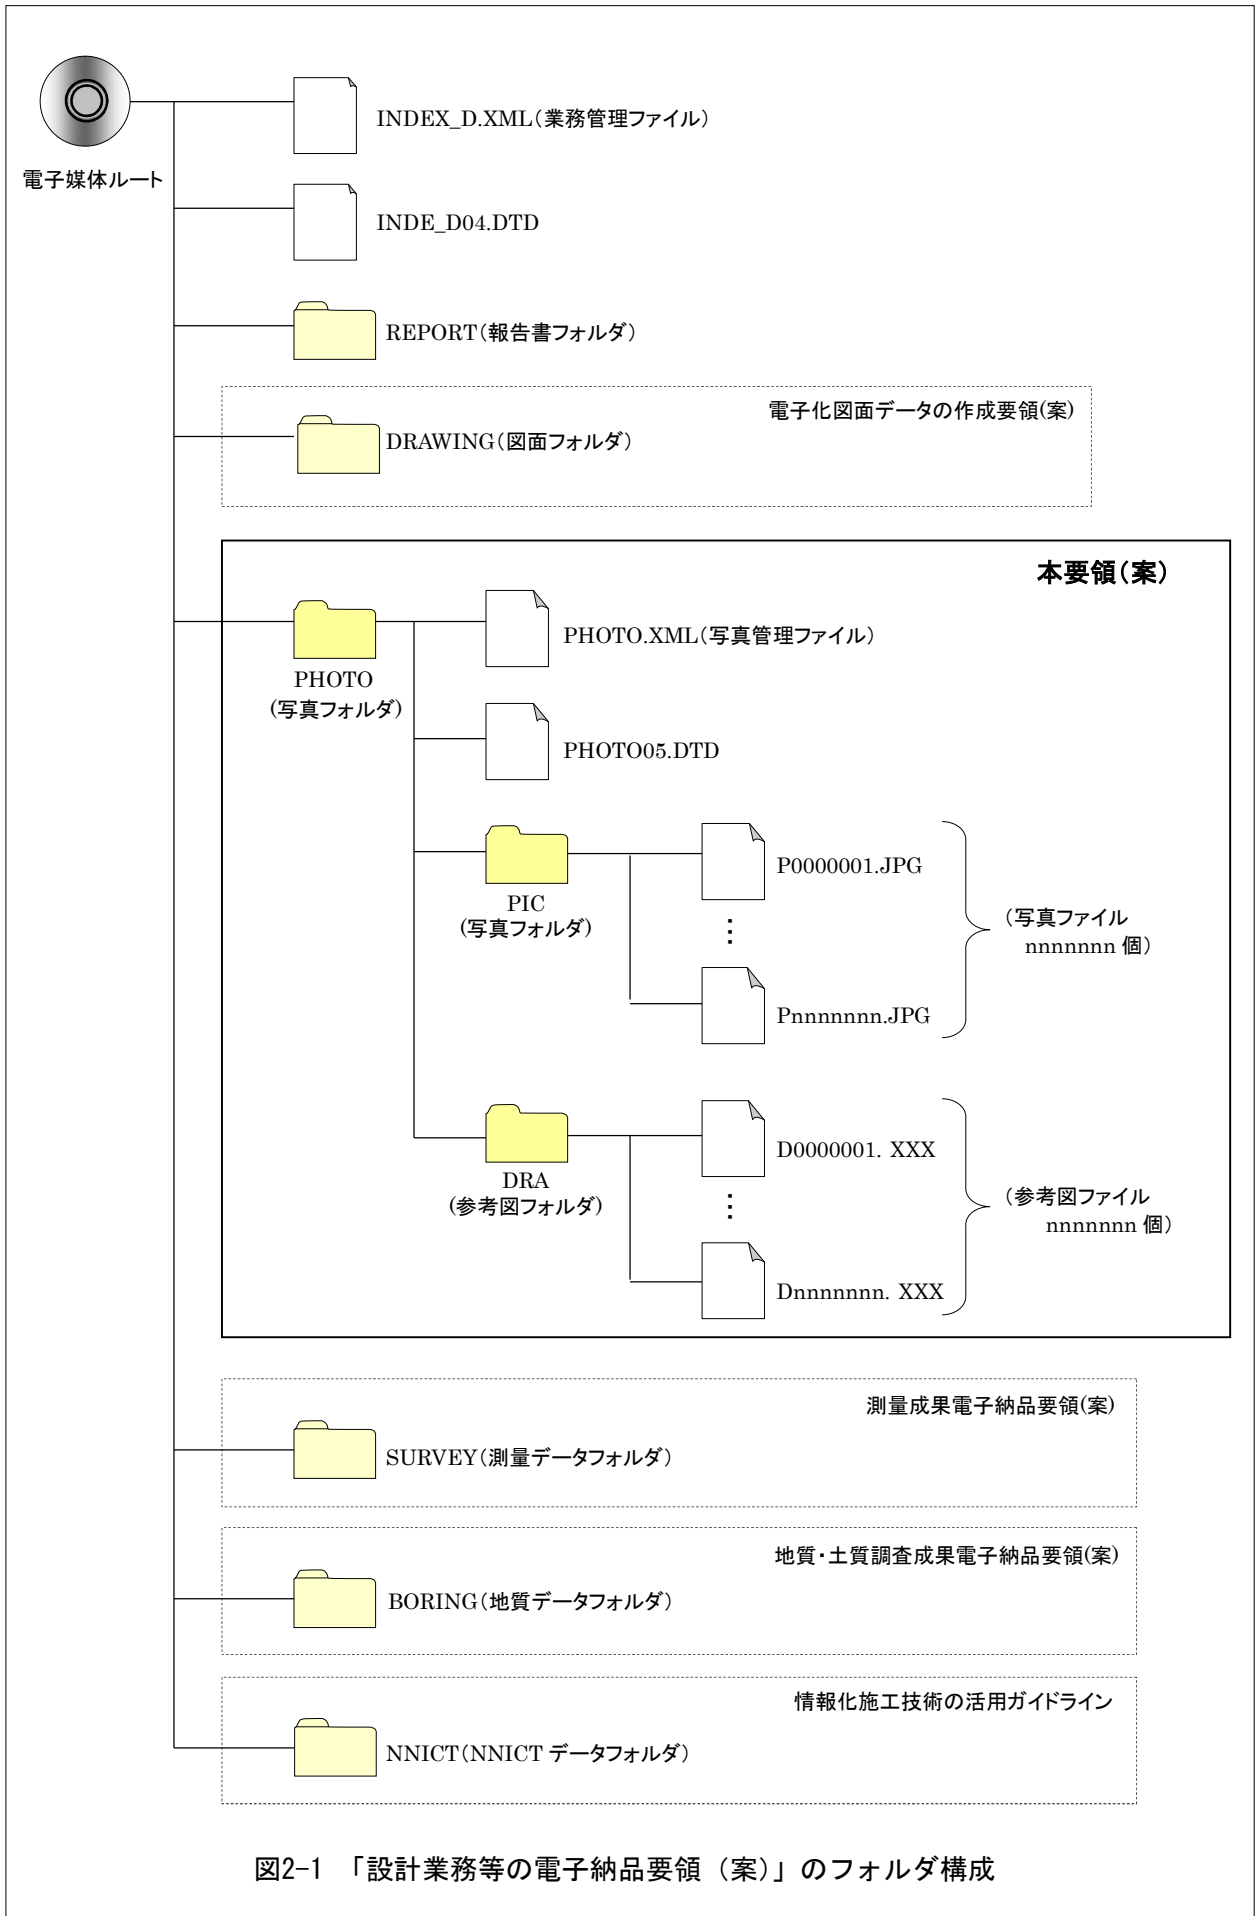 電子媒体ルート
INDEX_D.XML(業務管理ファイル)
INDE_D04.DTD
REPORT(報告書フォルダ)
電子化図面データの作成要領(案)
DRAWING(図面フォルダ)
本要領(案)
PHOTO
(写真フォルダ)
PHOTO.XML(写真管理ファイル)
PHOTO05.DTD
PIC
(写真フォルダ)
P0000001.JPG
⋮
Pnnnnnnn.JPG
(写真ファイル
nnnnnnn 個)
DRA
(参考図フォルダ)
D0000001. XXX
⋮
Dnnnnnnn. XXX
(参考図ファイル
nnnnnnn 個)
測量成果電子納品要領(案)
SURVEY(測量データフォルダ)
地質・土質調査成果電子納品要領(案)
BORING(地質データフォルダ)
情報化施工技術の活用ガイドライン
NNICT(NNICT データフォルダ)
図2-1 「設計業務等の電子納品要領（案）」のフォルダ構成